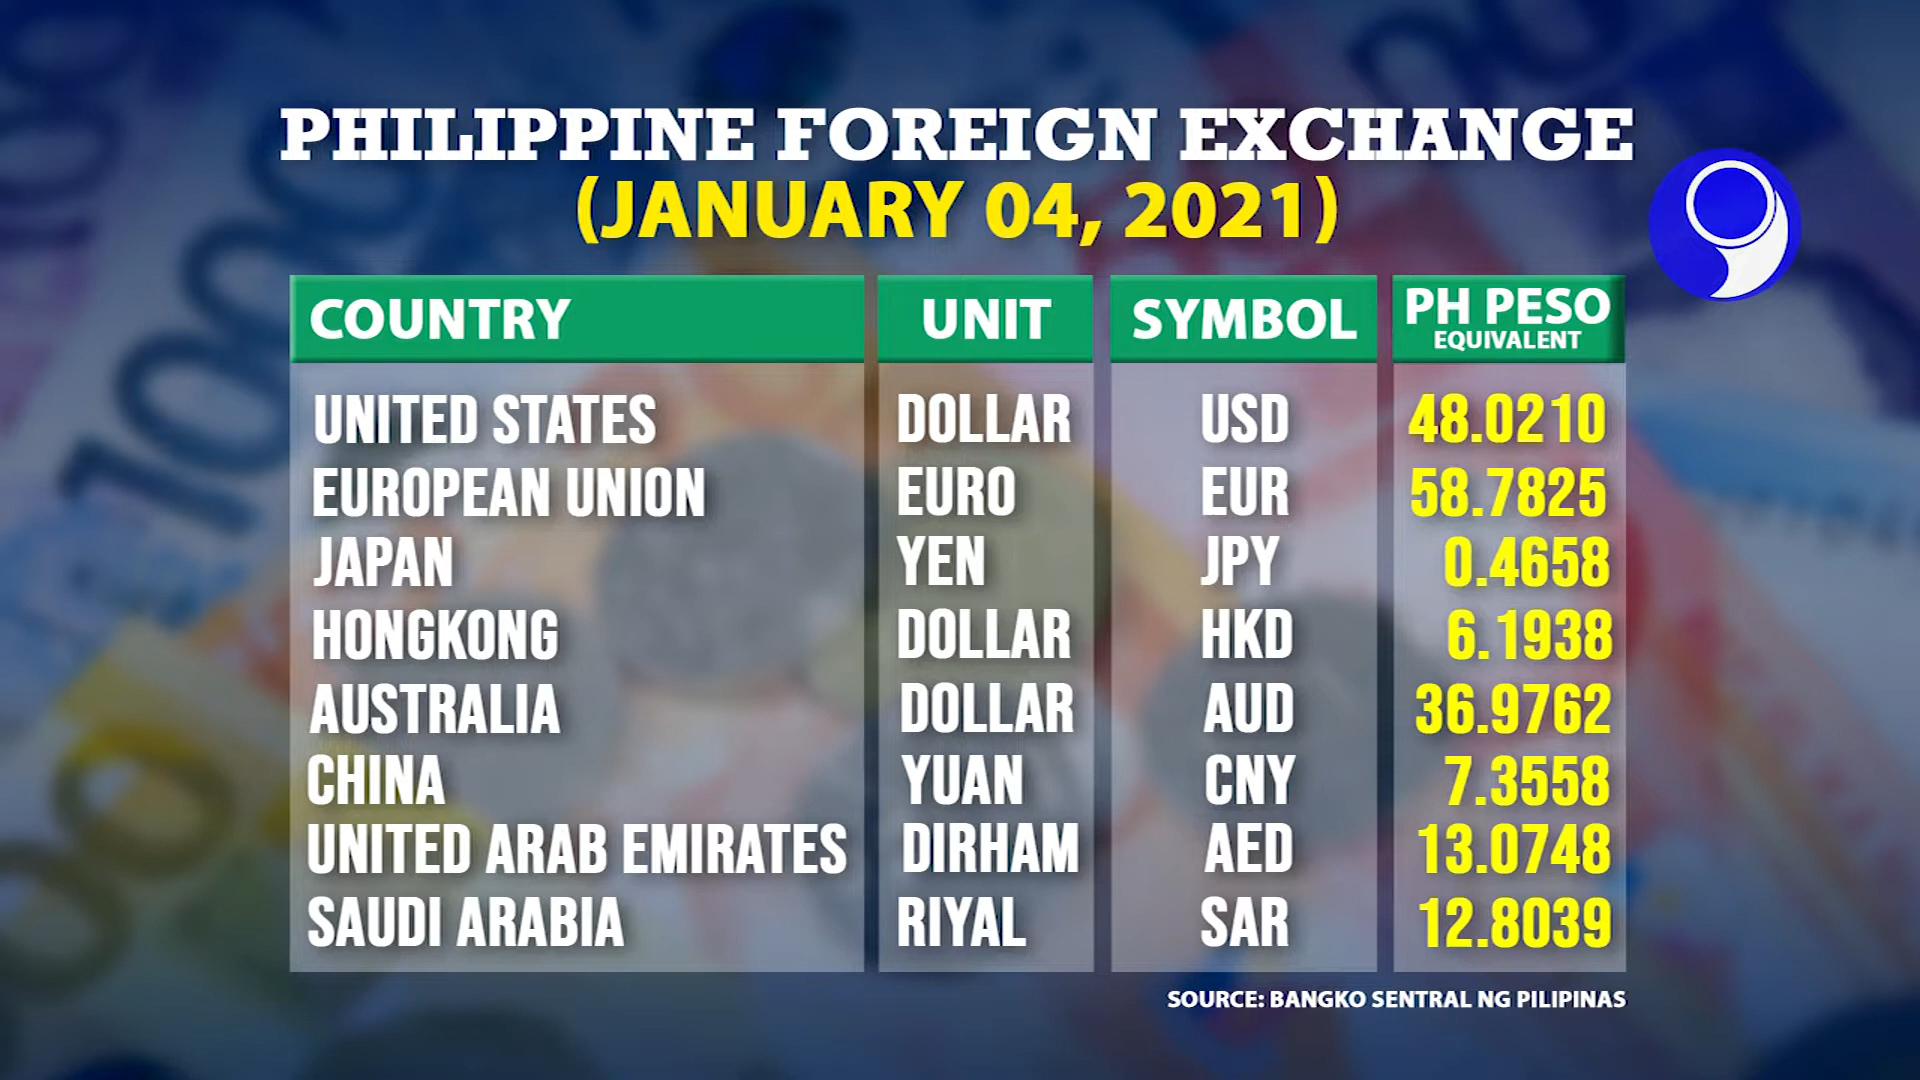 PHILIPPINE FOREIGN EXCHANGE
(JANUARY 04, 2021)
COUNTRY UNIT SYMBOL PH PESO EQUIVALENT
UNITED STATES DOLLAR USD 48.0210
EUROPEAN UNION EURO EUR 58.7825
JAPAN YEN JPY 0.4658
HONGKONG DOLLAR HKD 6.1938
AUSTRALIA DOLLAR AUD 36.9762
CHINA YUAN CNY 7.3558
UNITED ARAB EMIRATES DIRHAM AED 13.0748
SAUDI ARABIA RIYAL SAR 12.8039
SOURCE: BANGKO SENTRAL NG PILIPINAS